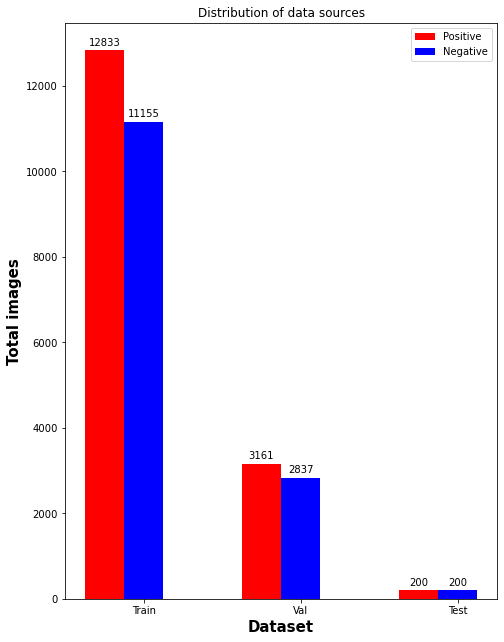 Distribution of data sources
Positive
Negative
12833
11155
3161
2837
200
200
12000
10000
8000
6000
4000
2000
0
Total images
Train
Val
Test
Dataset